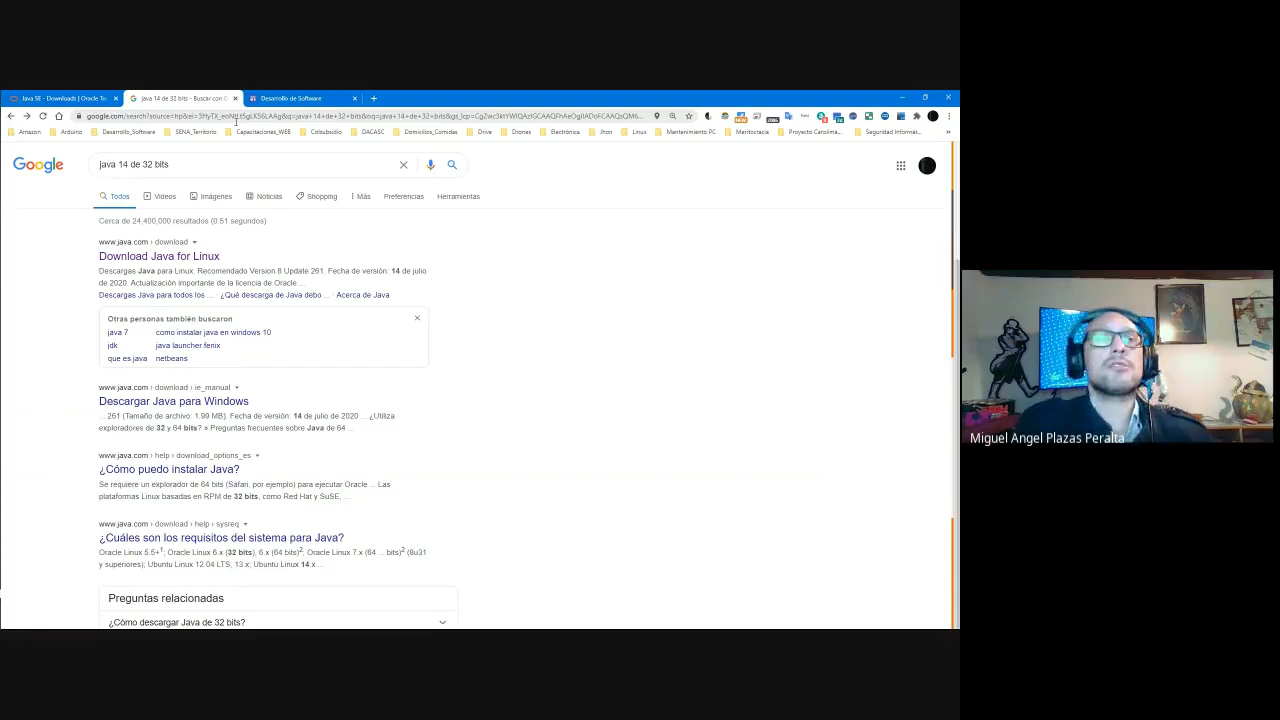 Java SE - Downloads | Oracle Te
java 14 de 32 bits - Buscar con G
Desarrollo de Software
Amazon
Arduino
Desarrollo_Software
SENA_Territorio
Capacitaciones_WEB
Colsubsidio
DACASC
Domicilios_Comidas
Drive
Drones
Electrónica
Jhon
Linux
Mantenimiento PC
Meritocracia
Proyecto Carolima...
Seguridad Informát...
Google
java 14 de 32 bits
Todos
Videos
Imágenes
Noticias
Shopping
Más
Preferencias
Herramientas
Cerca de 24,400,000 resultados (0.51 segundos)
www.java.com › download
Download Java for Linux
Descargas Java para Linux. Recomendado Version 8 Update 261. Fecha de versión: 14 de julio
de 2020. Actualización importante de la licencia de Oracle ...
Descargas Java para todos los ... · ¿Qué descarga de Java debo ... · Acerca de Java
Otras personas también buscaron
java 7
como instalar java en windows 10
jdk
java launcher fenix
que es java
netbeans
www.java.com › download › ie_manual
Descargar Java para Windows
... 261 (Tamaño de archivo: 1.99 MB). Fecha de versión: 14 de julio de 2020 ... ¿Utiliza
exploradores de 32 y 64 bits? » Preguntas frecuentes sobre Java de 64 ...
www.java.com › help › download_options_es
¿Cómo puedo instalar Java?
Se requiere un explorador de 64 bits (Safari, por ejemplo) para ejecutar Oracle ... Las
plataformas Linux basadas en RPM de 32 bits, como Red Hat y SuSE, ...
www.java.com › download › help › sysreq
¿Cuáles son los requisitos del sistema para Java?
Oracle Linux 5.5+1; Oracle Linux 6.x (32 bits), 6.x (64 bits)2; Oracle Linux 7.x (64 ... bits)2 (8u31
y superiores); Ubuntu Linux 12.04 LTS, 13.x; Ubuntu Linux 14.x ...
Preguntas relacionadas
¿Cómo descargar Java de 32 bits?
Miguel Angel Plazas Peralta